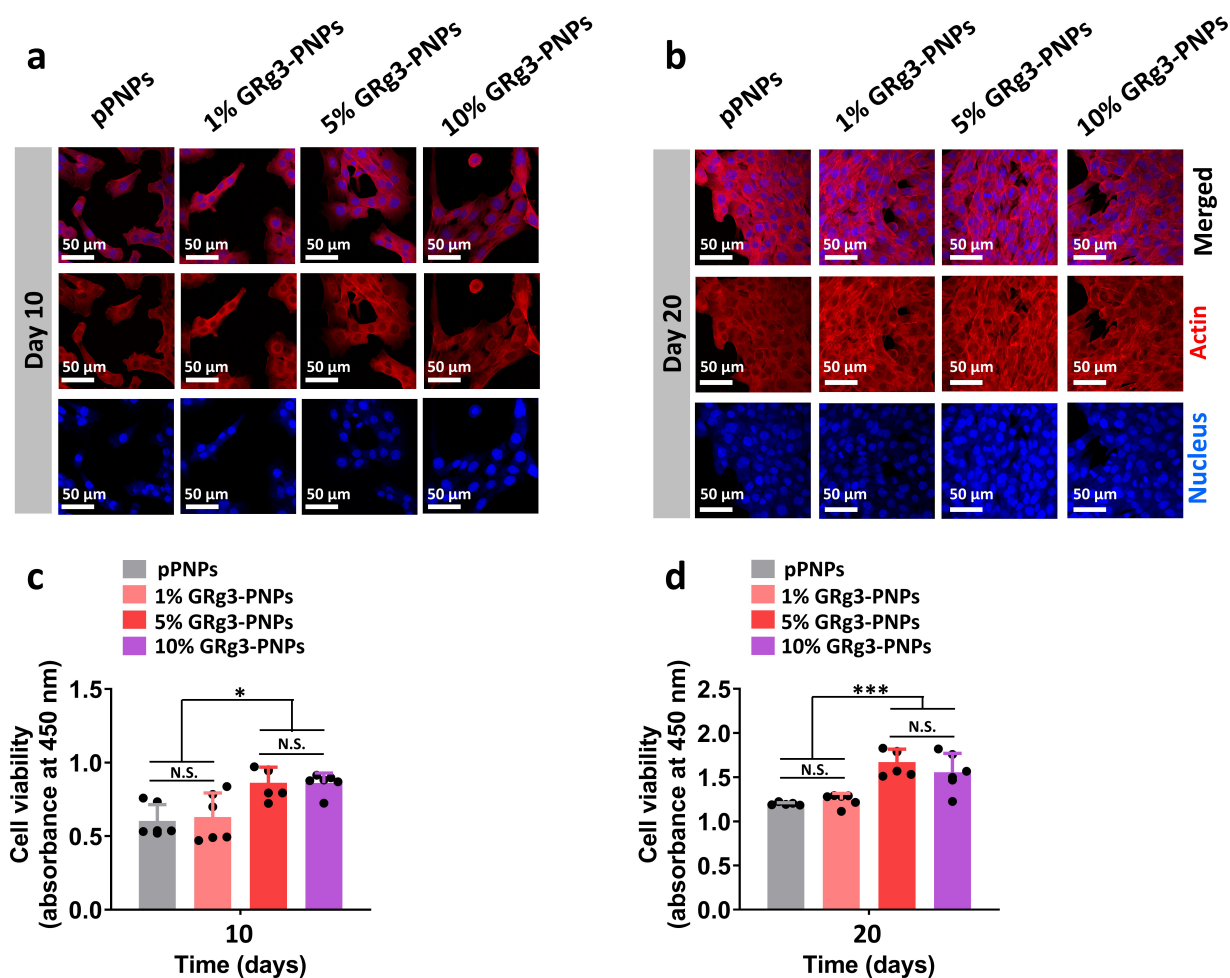 a
pPNPs
1% GRg3-PNPs
5% GRg3-PNPs
10% GRg3-PNPs
Day 10
50 µm
50 µm
50 µm
50 µm
50 µm
50 µm
50 µm
50 µm
50 µm
50 µm
50 µm
50 µm
b
pPNPs
1% GRg3-PNPs
5% GRg3-PNPs
10% GRg3-PNPs
Day 20
50 µm
50 µm
50 µm
50 µm
Merged
50 µm
50 µm
50 µm
50 µm
Actin
50 µm
50 µm
50 µm
50 µm
Nucleus
c
pPNPs
1% GRg3-PNPs
5% GRg3-PNPs
10% GRg3-PNPs
Cell viability
(absorbance at 450 nm)
1.5
1.0
0.5
0.0
*
N.S.
N.S.
10
Time (days)
d
pPNPs
1% GRg3-PNPs
5% GRg3-PNPs
10% GRg3-PNPs
Cell viability
(absorbance at 450 nm)
2.5
2.0
1.5
1.0
0.5
0.0
***
N.S.
N.S.
20
Time (days)